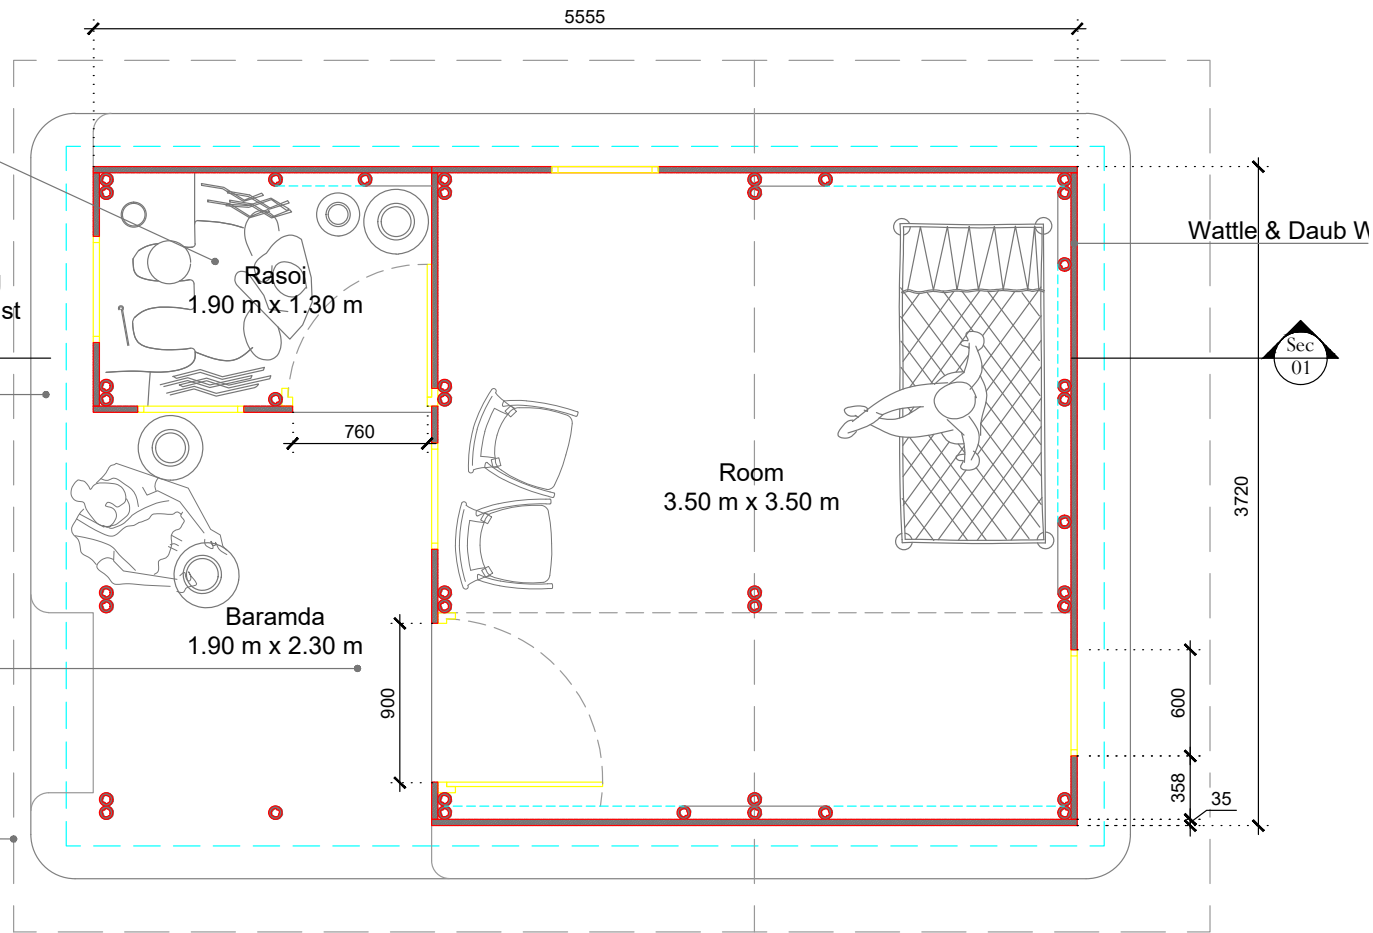 5555
Wattle & Daub W
Rasoi
1.90 m x 1.30 m
st
Sec
01
760
Room
3.50 m x 3.50 m
3720
Baramda
1.90 m x 2.30 m
900
600
358
35